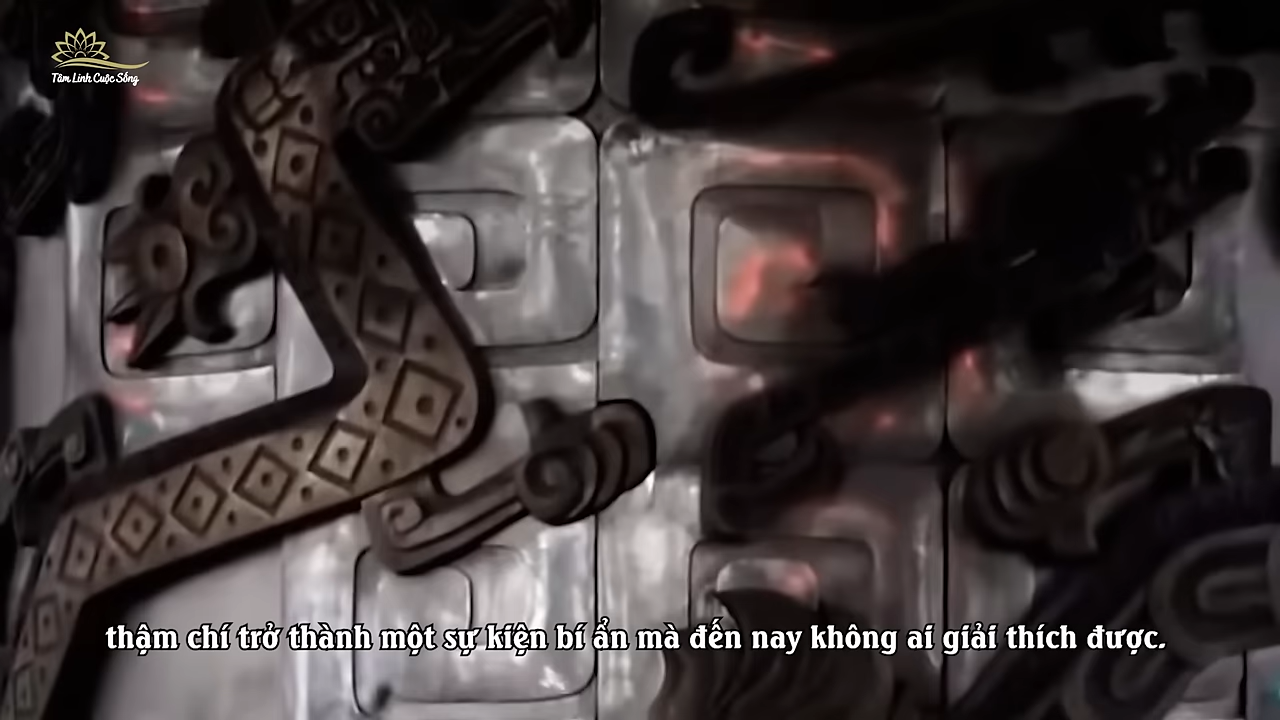 Tâm Linh Cuộc Sống
thậm chí trở thành một sự kiện bí ẩn mà đến nay không ai giải thích được.